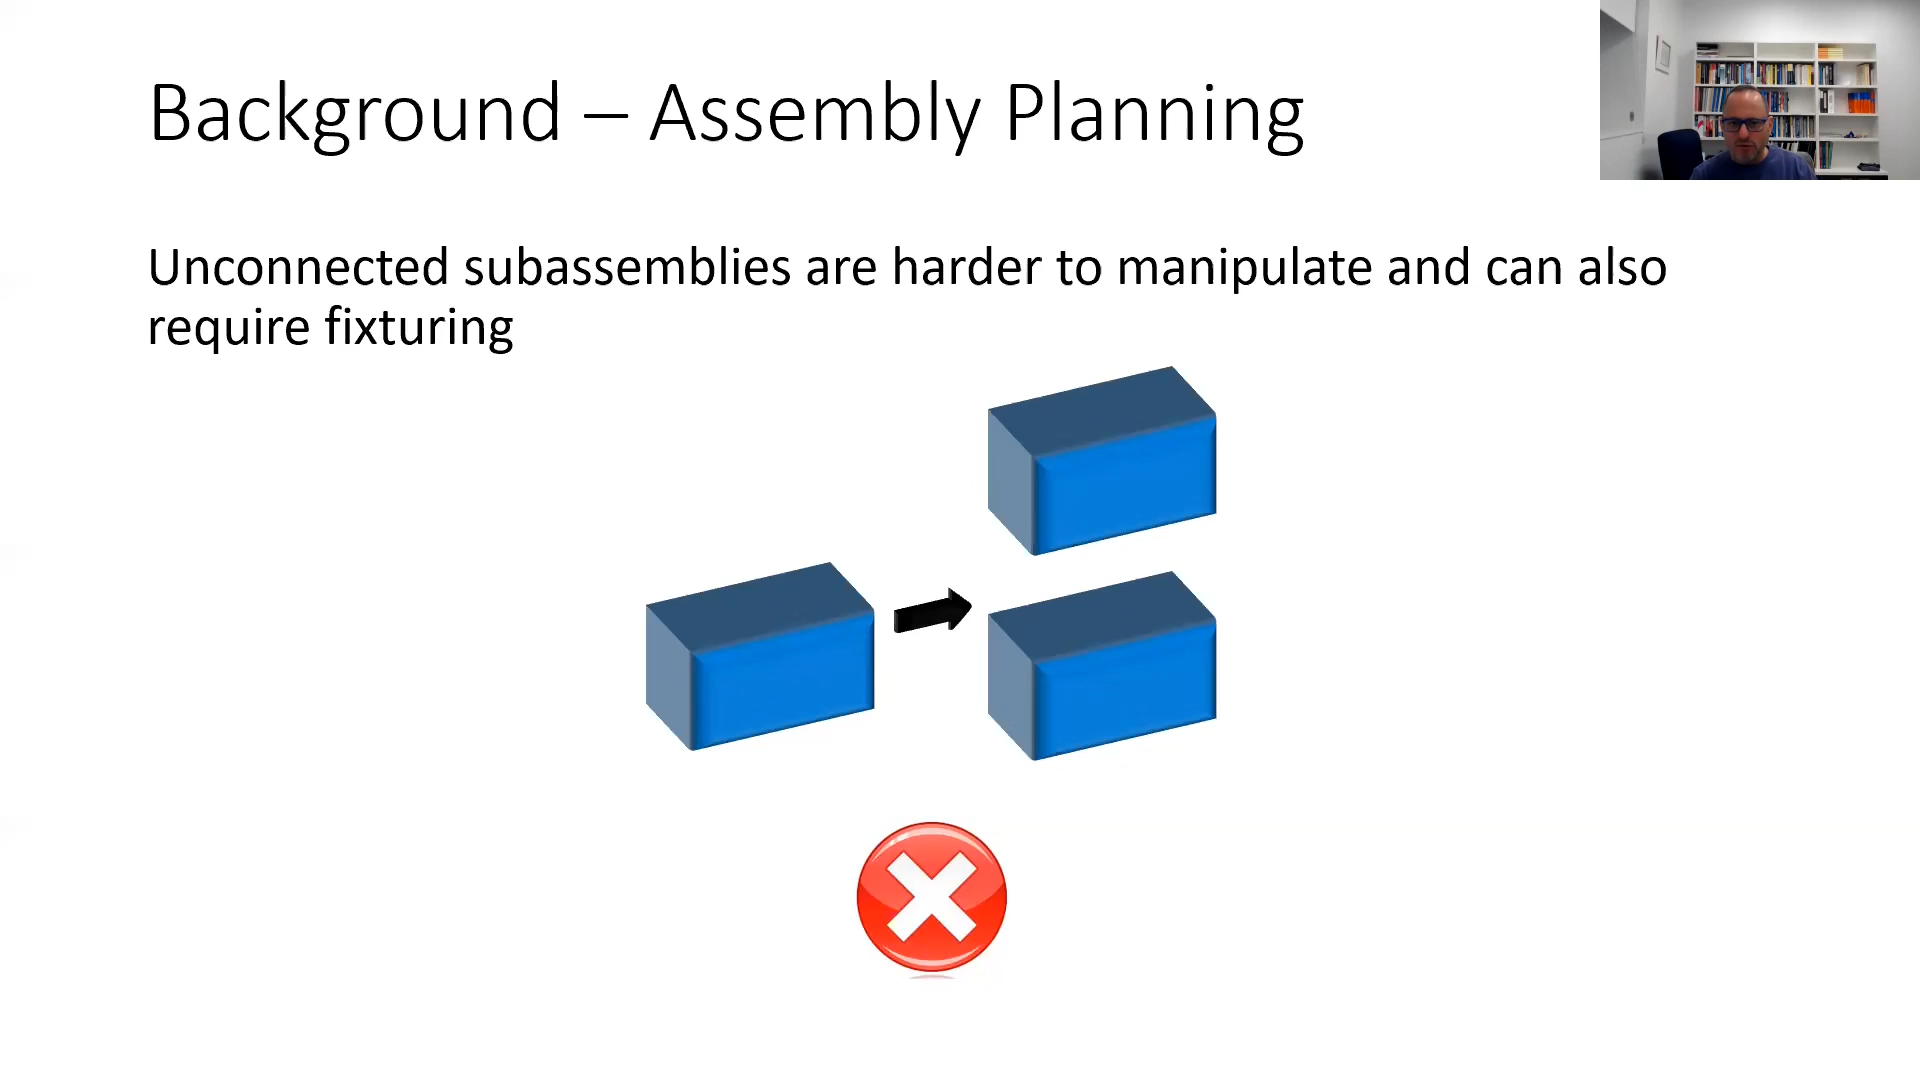 Background – Assembly Planning
Unconnected subassemblies are harder to manipulate and can also
require fixturing